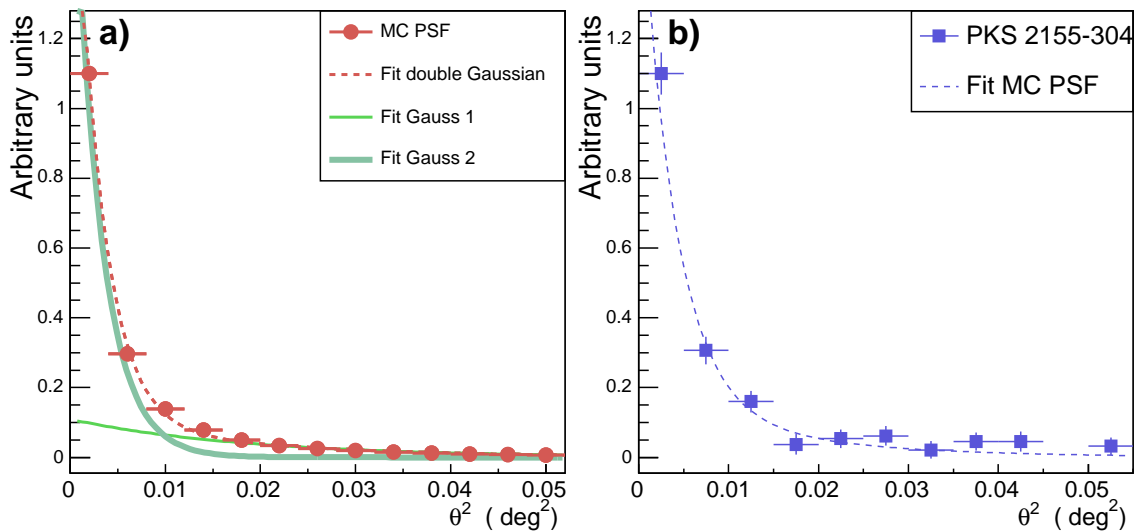 a)
MC PSF
Fit double Gaussian
Fit Gauss 1
Fit Gauss 2
Arbitrary units
1.2
1
0.8
0.6
0.4
0.2
0
0 0.01 0.02 0.03 0.04 0.05
θ² ( deg²)
b)
PKS 2155-304
Fit MC PSF
Arbitrary units
1.2
1
0.8
0.6
0.4
0.2
0
0 0.01 0.02 0.03 0.04 0.05
θ² ( deg²)